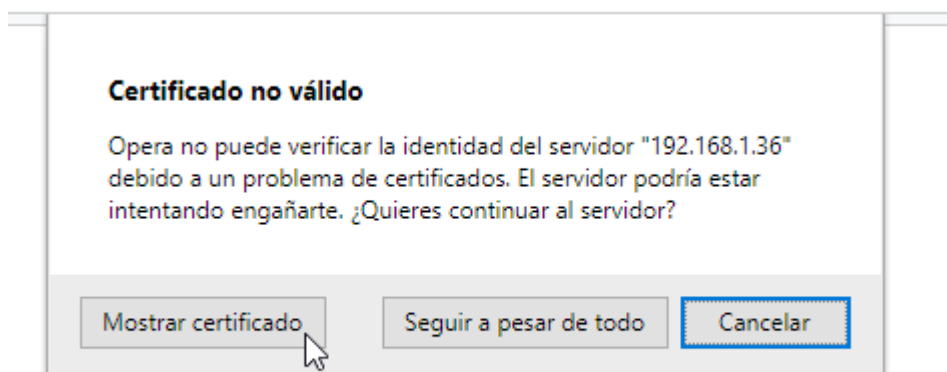 Certificado no válido
Opera no puede verificar la identidad del servidor "192.168.1.36"
debido a un problema de certificados. El servidor podría estar
intentando engañarte. ¿Quieres continuar al servidor?
Mostrar certificado
Seguir a pesar de todo
Cancelar